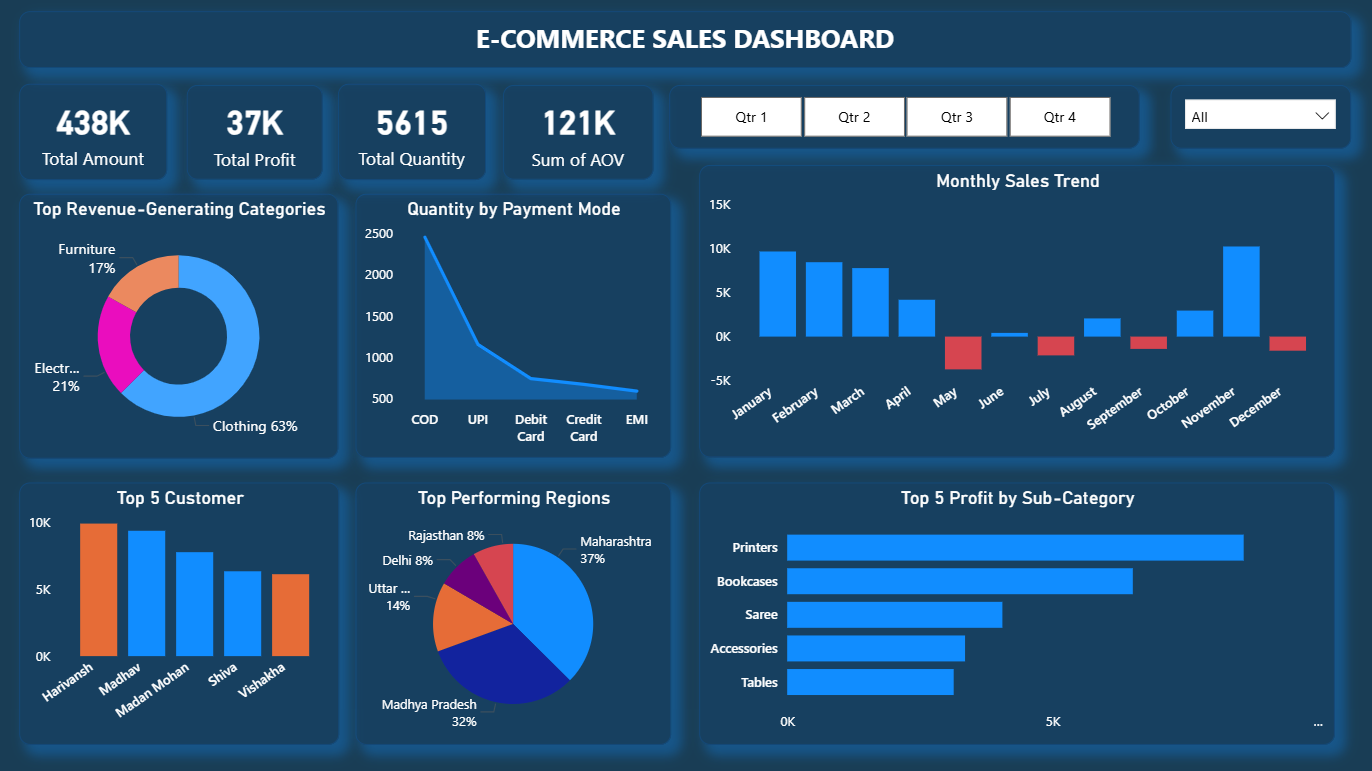 E-COMMERCE SALES DASHBOARD
438K
Total Amount
37K
Total Profit
5615
Total Quantity
121K
Sum of AOV
Qtr 1
Qtr 2
Qtr 3
Qtr 4
All
Top Revenue-Generating Categories
Furniture
17%
Electr...
21%
Clothing 63%
Quantity by Payment Mode
2500
2000
1500
1000
500
COD
UPI
Debit
Card
Credit
Card
EMI
Monthly Sales Trend
15K
10K
5K
0K
-5K
January
February
March
April
May
June
July
August
September
October
November
December
Top 5 Customer
10K
5K
0K
Harivansh
Madhav
Madan Mohan
Shiva
Vishakha
Top Performing Regions
Rajasthan 8%
Delhi 8%
Uttar ...
14%
Madhya Pradesh
32%
Maharashtra
37%
Top 5 Profit by Sub-Category
Printers
Bookcases
Saree
Accessories
Tables
0K
5K
...